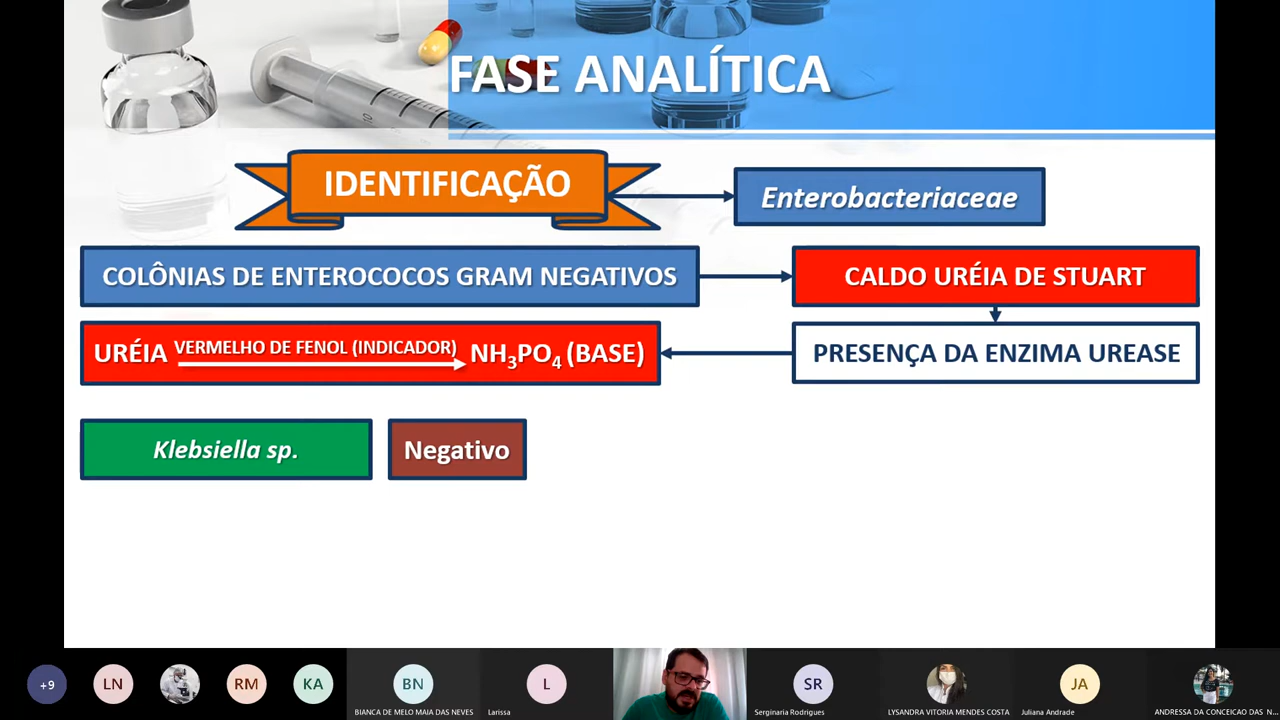 FASE ANALÍTICA
IDENTIFICAÇÃO
Enterobacteriaceae
COLÔNIAS DE ENTEROCOCOS GRAM NEGATIVOS
CALDO URÉIA DE STUART
URÉIA VERMELHO DE FENOL (INDICADOR) NH₃PO₄ (BASE)
PRESENÇA DA ENZIMA UREASE
Klebsiella sp.
Negativo
+9
LN
RM
KA
BN
BIANCA DE MELO MAIA DAS NEVES
L
Larissa
SR
Serginaria Rodrigues
LYSANDRA VITORIA MENDES COSTA
JA
Juliana Andrade
ANDRESSA DA CONCEICAO DAS N...